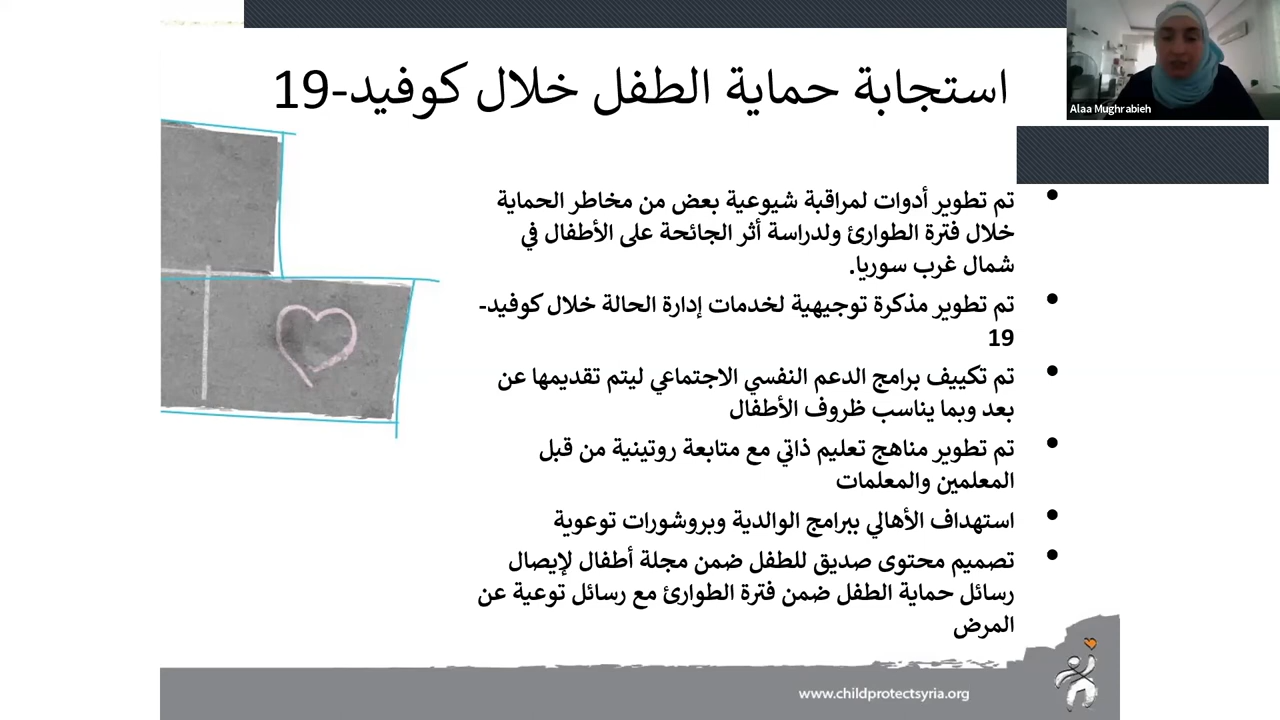 استجابة حماية الطفل خلال كوفيد-19
Alaa Mughrabieh
• تم تطوير أدوات لمراقبة شيوعية بعض من مخاطر الحماية
خلال فترة الطوارئ ولدراسة أثر الجائحة على الأطفال في
شمال غرب سوريا.
• تم تطوير مذكرة توجيهية لخدمات إدارة الحالة خلال كوفيد-
19
• تم تكييف برامج الدعم النفسي الاجتماعي ليتم تقديمها عن
بعد وبما يناسب ظروف الأطفال
• تم تطوير مناهج تعليم ذاتي مع متابعة روتينية من قبل
المعلمين والمعلمات
• استهداف الأهالي ببرامج الوالدية وبروشورات توعوية
• تصميم محتوى صديق للطفل ضمن مجلة أطفال لإيصال
رسائل حماية الطفل ضمن فترة الطوارئ مع رسائل توعية عن
المرض
www.childprotectsyria.org